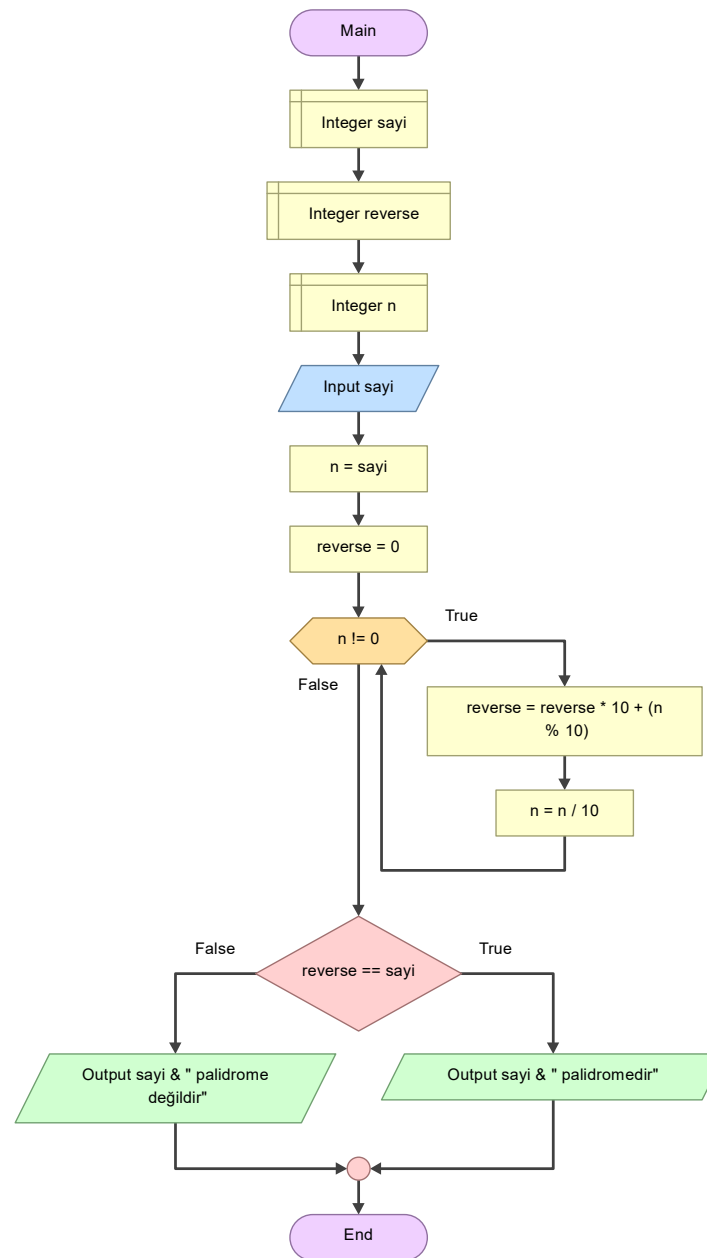 Main
Integer sayi
Integer reverse
Integer n
Input sayi
n = sayi
reverse = 0
n != 0
True
False
reverse = reverse * 10 + (n
% 10)
n = n / 10
reverse == sayi
False
True
Output sayi & " palidrome
değildir"
Output sayi & " palidromedir"
End